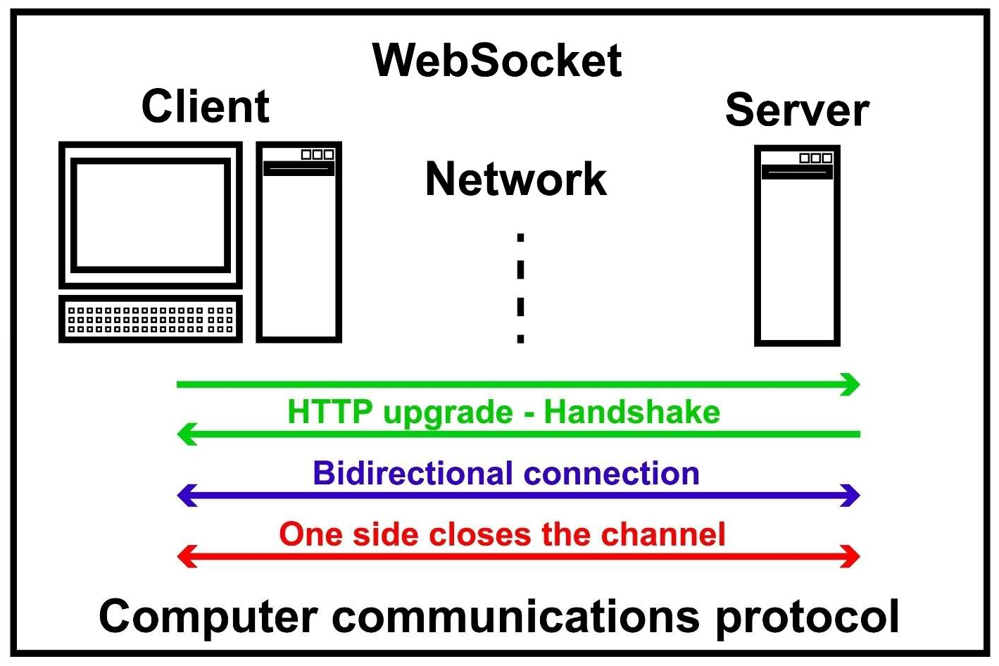 WebSocket
Client
Server
Network
HTTP upgrade - Handshake
Bidirectional connection
One side closes the channel
Computer communications protocol